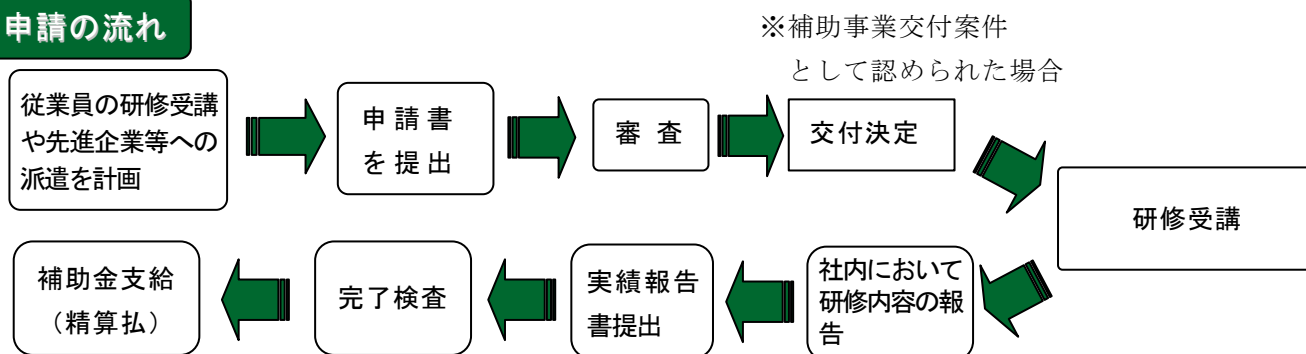 申請の流れ
※補助事業交付案件
として認められた場合
従業員の研修受講
や先進企業等への
派遣を計画
申請書
を提出
審査
交付決定
研修受講
社内において
研修内容の報
告
実績報告
書提出
完了検査
補助金支給
（精算払）